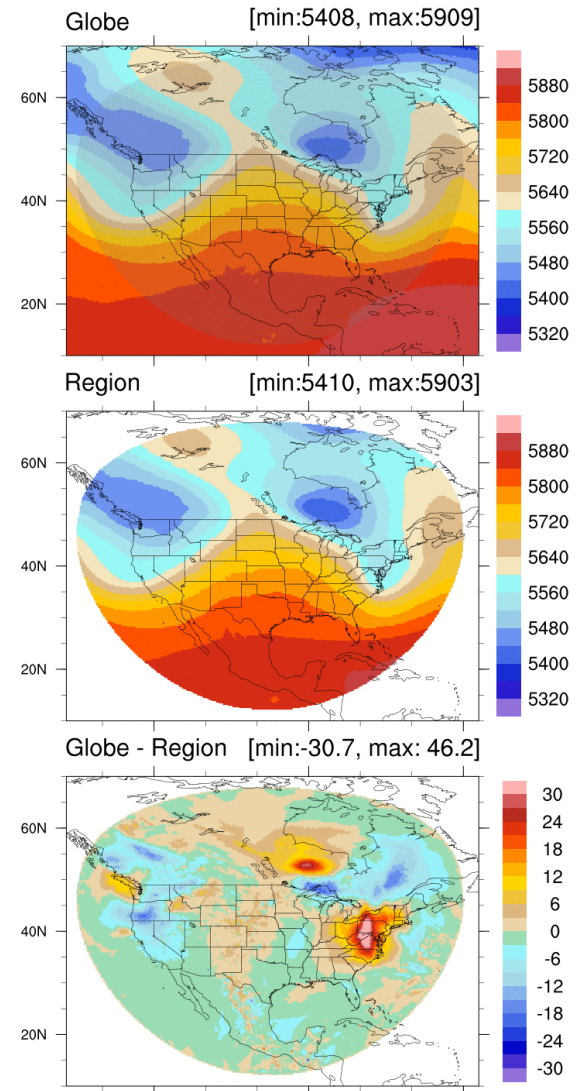 Globe [min:5408, max:5909]
60N
40N
20N
5880
5800
5720
5640
5560
5480
5400
5320
Region [min:5410, max:5903]
60N
40N
20N
5880
5800
5720
5640
5560
5480
5400
5320
Globe - Region [min:-30.7, max: 46.2]
60N
40N
20N
30
24
18
12
6
0
-6
-12
-18
-24
-30